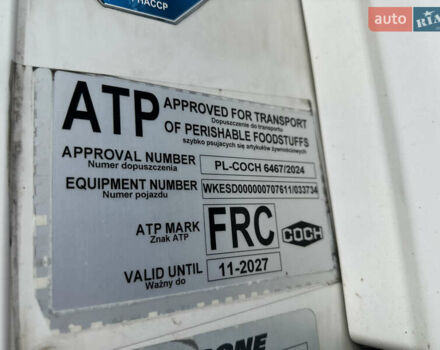 HACCP
auto RIA
ATP APPROVED FOR TRANSPORT
Dopuszczenie do transportu
OF PERISHABLE FOODSTUFFS
szybko psujących się artykułów żywnościowych
APPROVAL NUMBER PL-COCH 6467/2024
Numer dopuszczenia
EQUIPMENT NUMBER WKESD000000707611/033734
Numer pojazdu
ATP MARK FRC COCH
Znak ATP
VALID UNTIL 11-2027
Ważny do